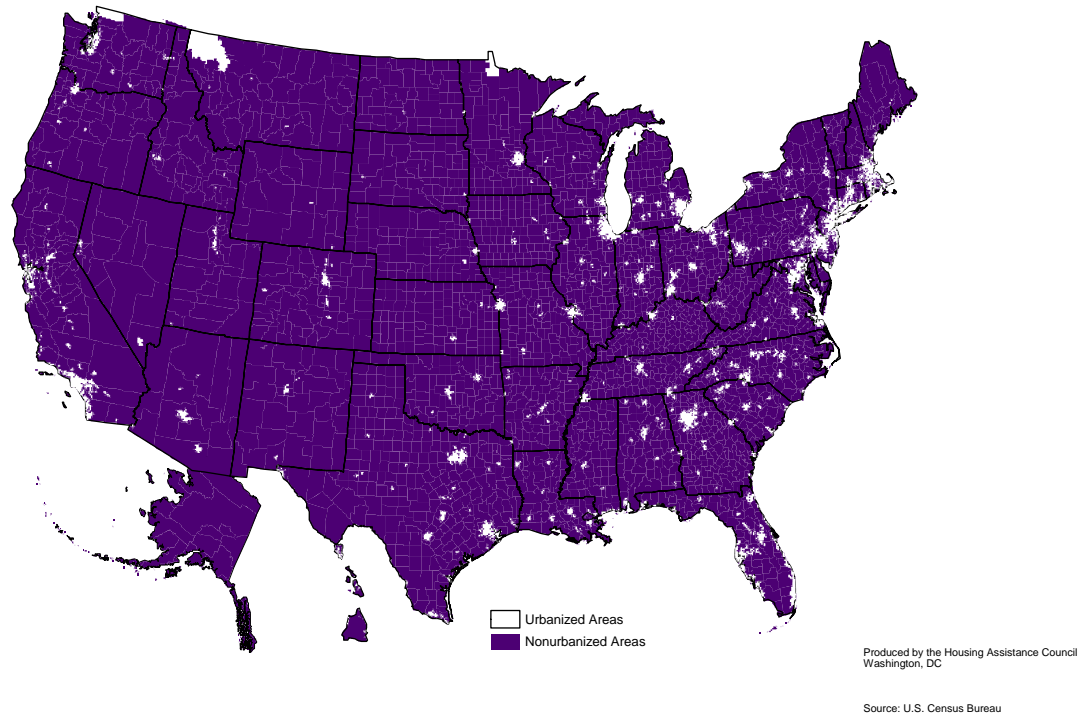 Urbanized Areas
Nonurbanized Areas
Produced by the Housing Assistance Council
Washington, DC
Source: U.S. Census Bureau